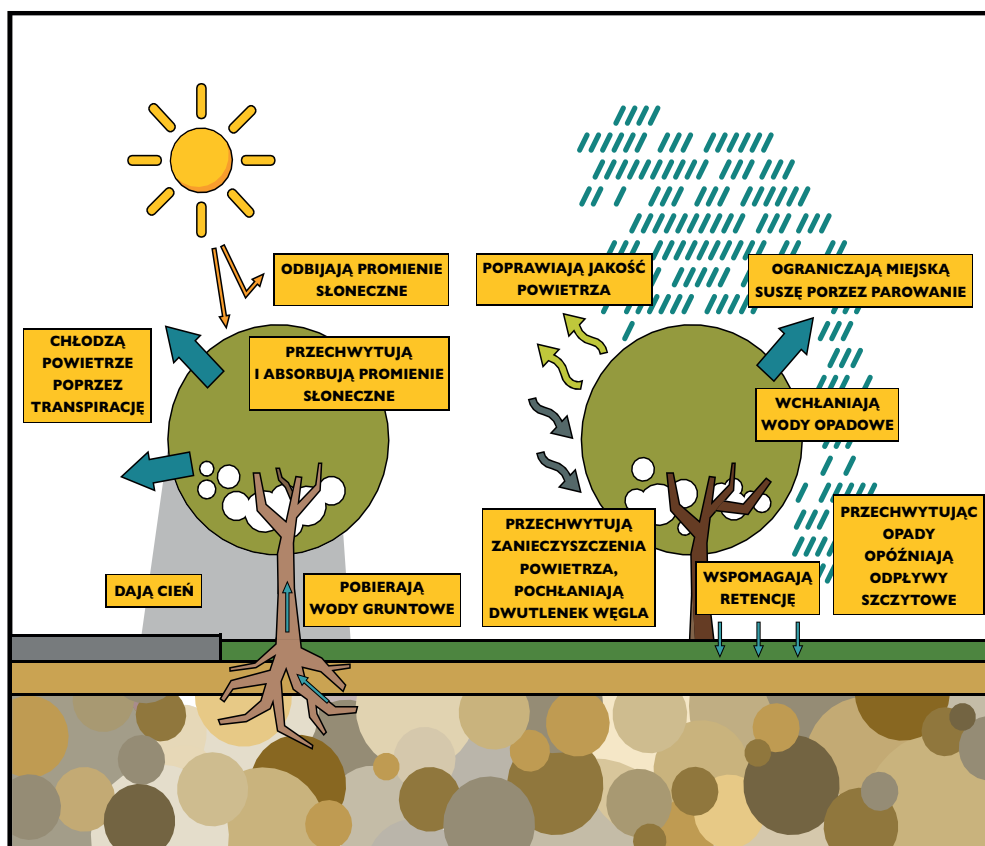 ODBIJAJĄ PROMIENIE
SŁONECZNE
POPRAWIAJĄ JAKOŚĆ
POWIETRZA
OGRANICZAJĄ MIEJSKĄ
SUSZĘ PORZEZ PAROWANIE
CHŁODZĄ
POWIETRZE
POPRZEZ
TRANSPIRACJĘ
PRZECHWYTUJĄ
I ABSORBUJĄ PROMIENIE
SŁONECZNE
WCHŁANIAJĄ
WODY OPADOWE
PRZECHWYTUJĄ
ZANIECZYSZCZENIA
POWIETRZA,
POCHŁANIAJĄ
DWUTLENEK WĘGLA
PRZECHWYTUJĄC
OPADY
OPÓŹNIAJĄ
ODPŁYWY
SZCZYTOWE
DAJĄ CIEŃ
POBIERAJĄ
WODY GRUNTOWE
WSPOMAGAJĄ
RETENCJĘ